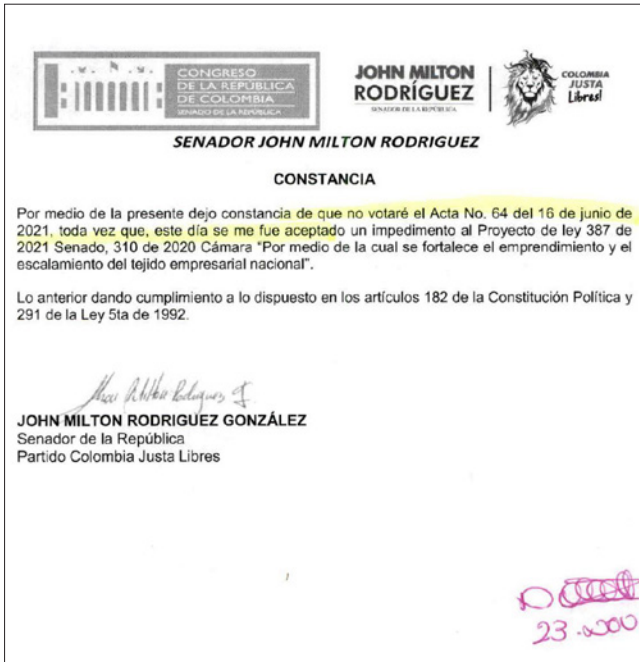 CONGRESO
DE LA REPÚBLICA
DE COLOMBIA
SENADO DE LA REPÚBLICA
JOHN MILTON
RODRÍGUEZ
SENADOR DE LA REPÚBLICA
COLOMBIA
JUSTA
Libres!
SENADOR JOHN MILTON RODRIGUEZ
CONSTANCIA
Por medio de la presente dejo constancia de que no votaré el Acta No. 64 del 16 de junio de
2021, toda vez que, este día se me fue aceptado un impedimento al Proyecto de ley 387 de
2021 Senado, 310 de 2020 Cámara "Por medio de la cual se fortalece el emprendimiento y el
escalamiento del tejido empresarial nacional".
Lo anterior dando cumplimiento a lo dispuesto en los artículos 182 de la Constitución Política y
291 de la Ley 5ta de 1992.
JOHN MILTON RODRIGUEZ GONZÁLEZ
Senador de la República
Partido Colombia Justa Libres